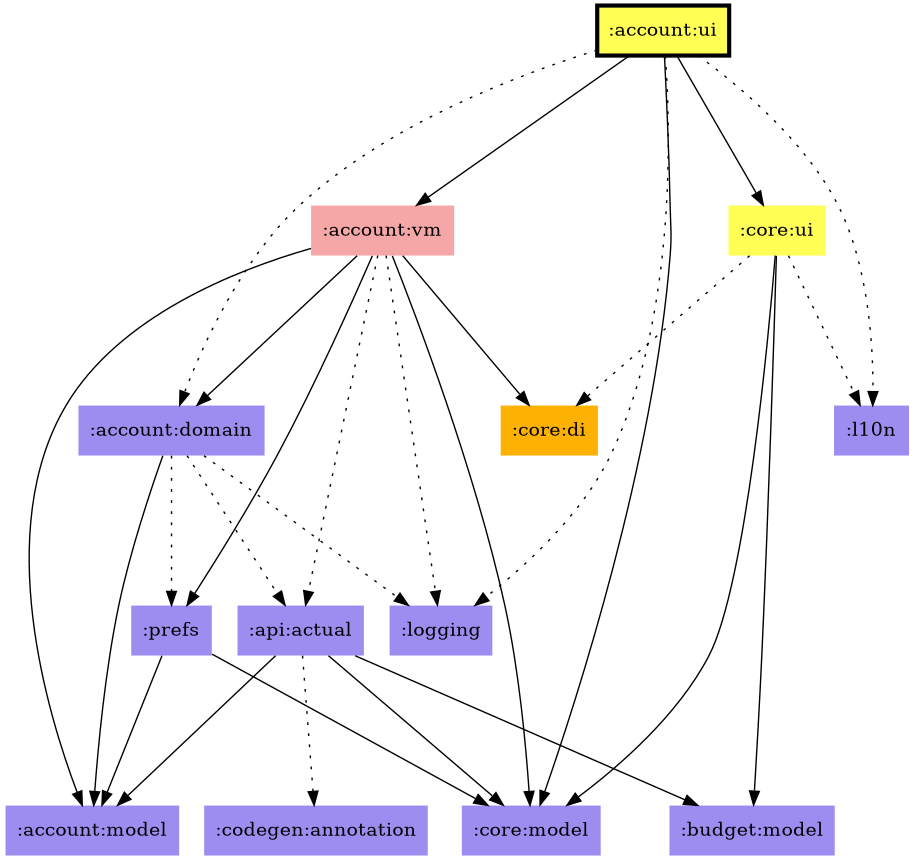 :account:ui
:account:vm
:core:ui
:account:domain
:core:di
:l10n
:prefs
:api:actual
:logging
:account:model
:codegen:annotation
:core:model
:budget:model